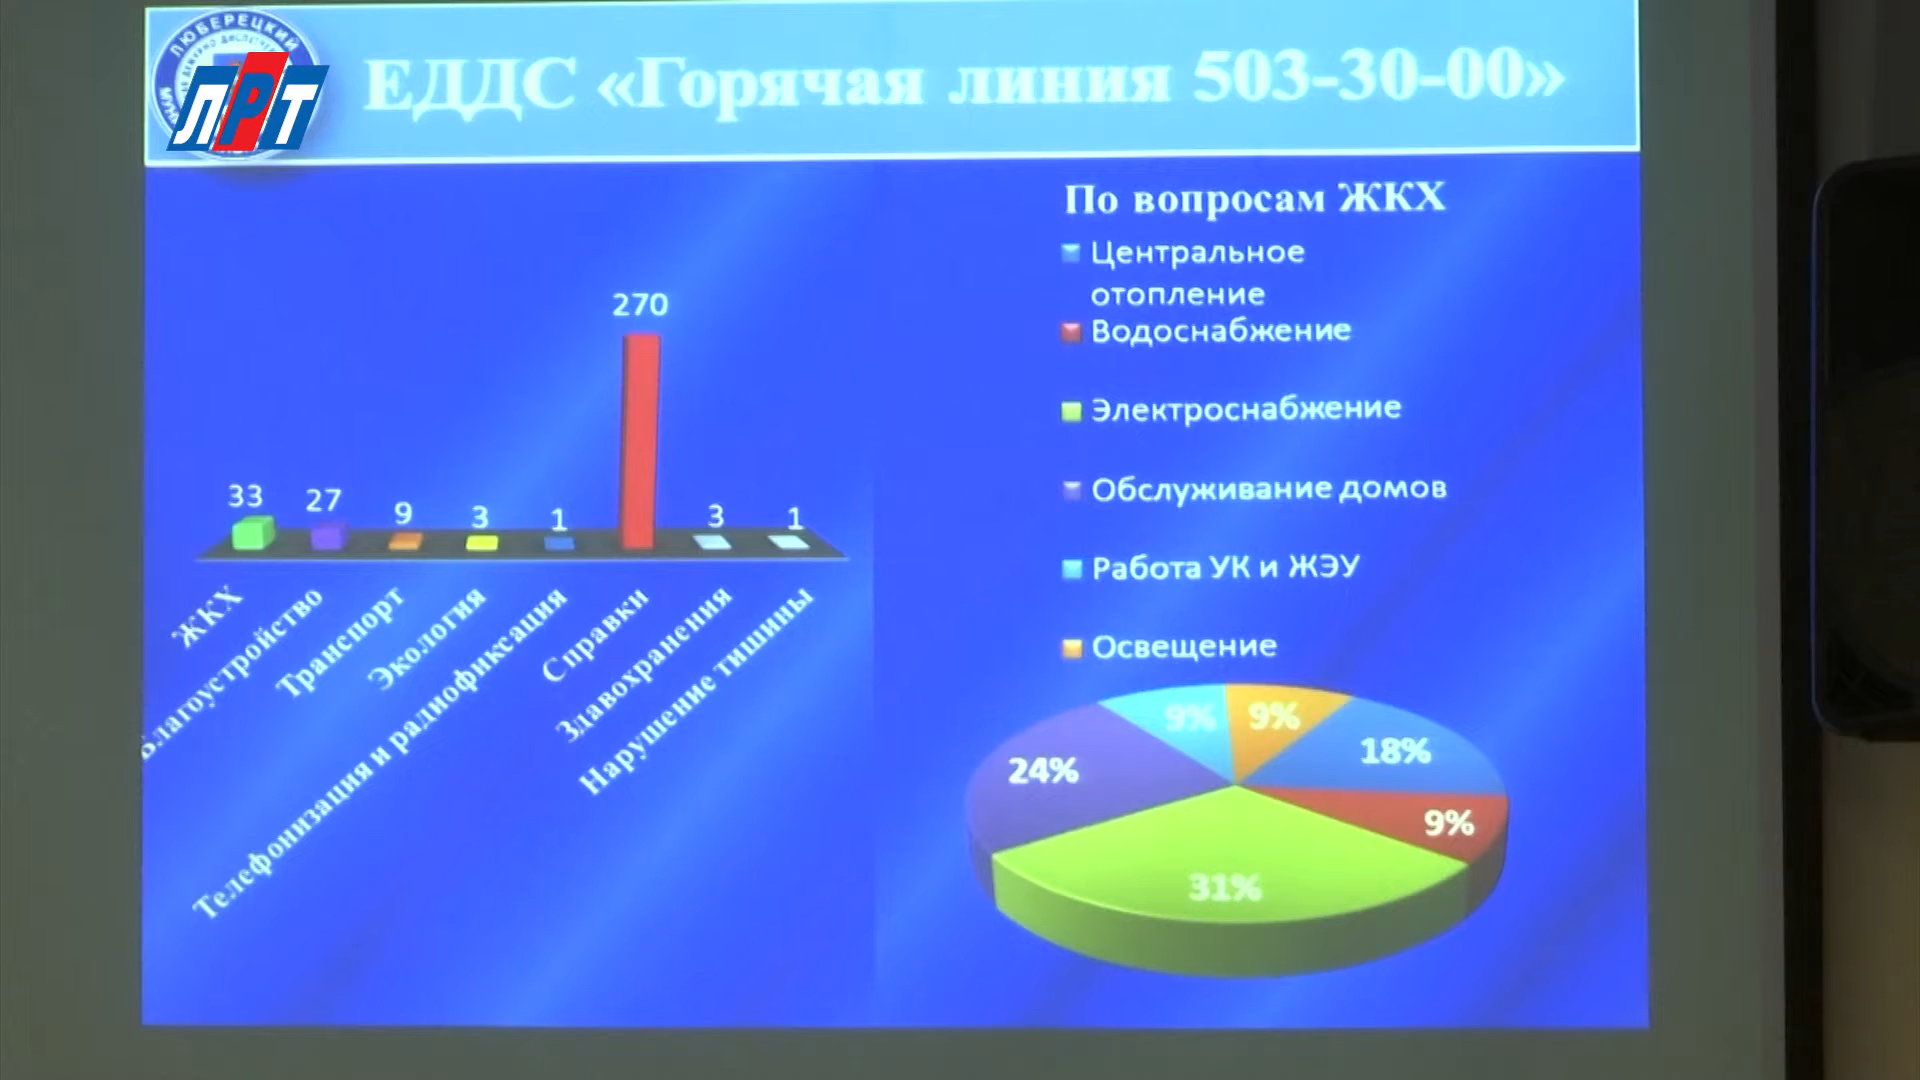 ЛЮБЕРЕЦКИЙ
ЛРТ
ЕДДС «Горячая линия 503-30-00»
По вопросам ЖКХ
Центральное
отопление
Водоснабжение
Электроснабжение
Обслуживание домов
Работа УК и ЖЭУ
Освещение
270
33
27
9
3
1
3
1
ЖКХ
Благоустройство
Транспорт
Экология
Телефонизация и радиофиксация
Справки
Здавохранения
Нарушение тишины
9%
9%
18%
24%
9%
31%